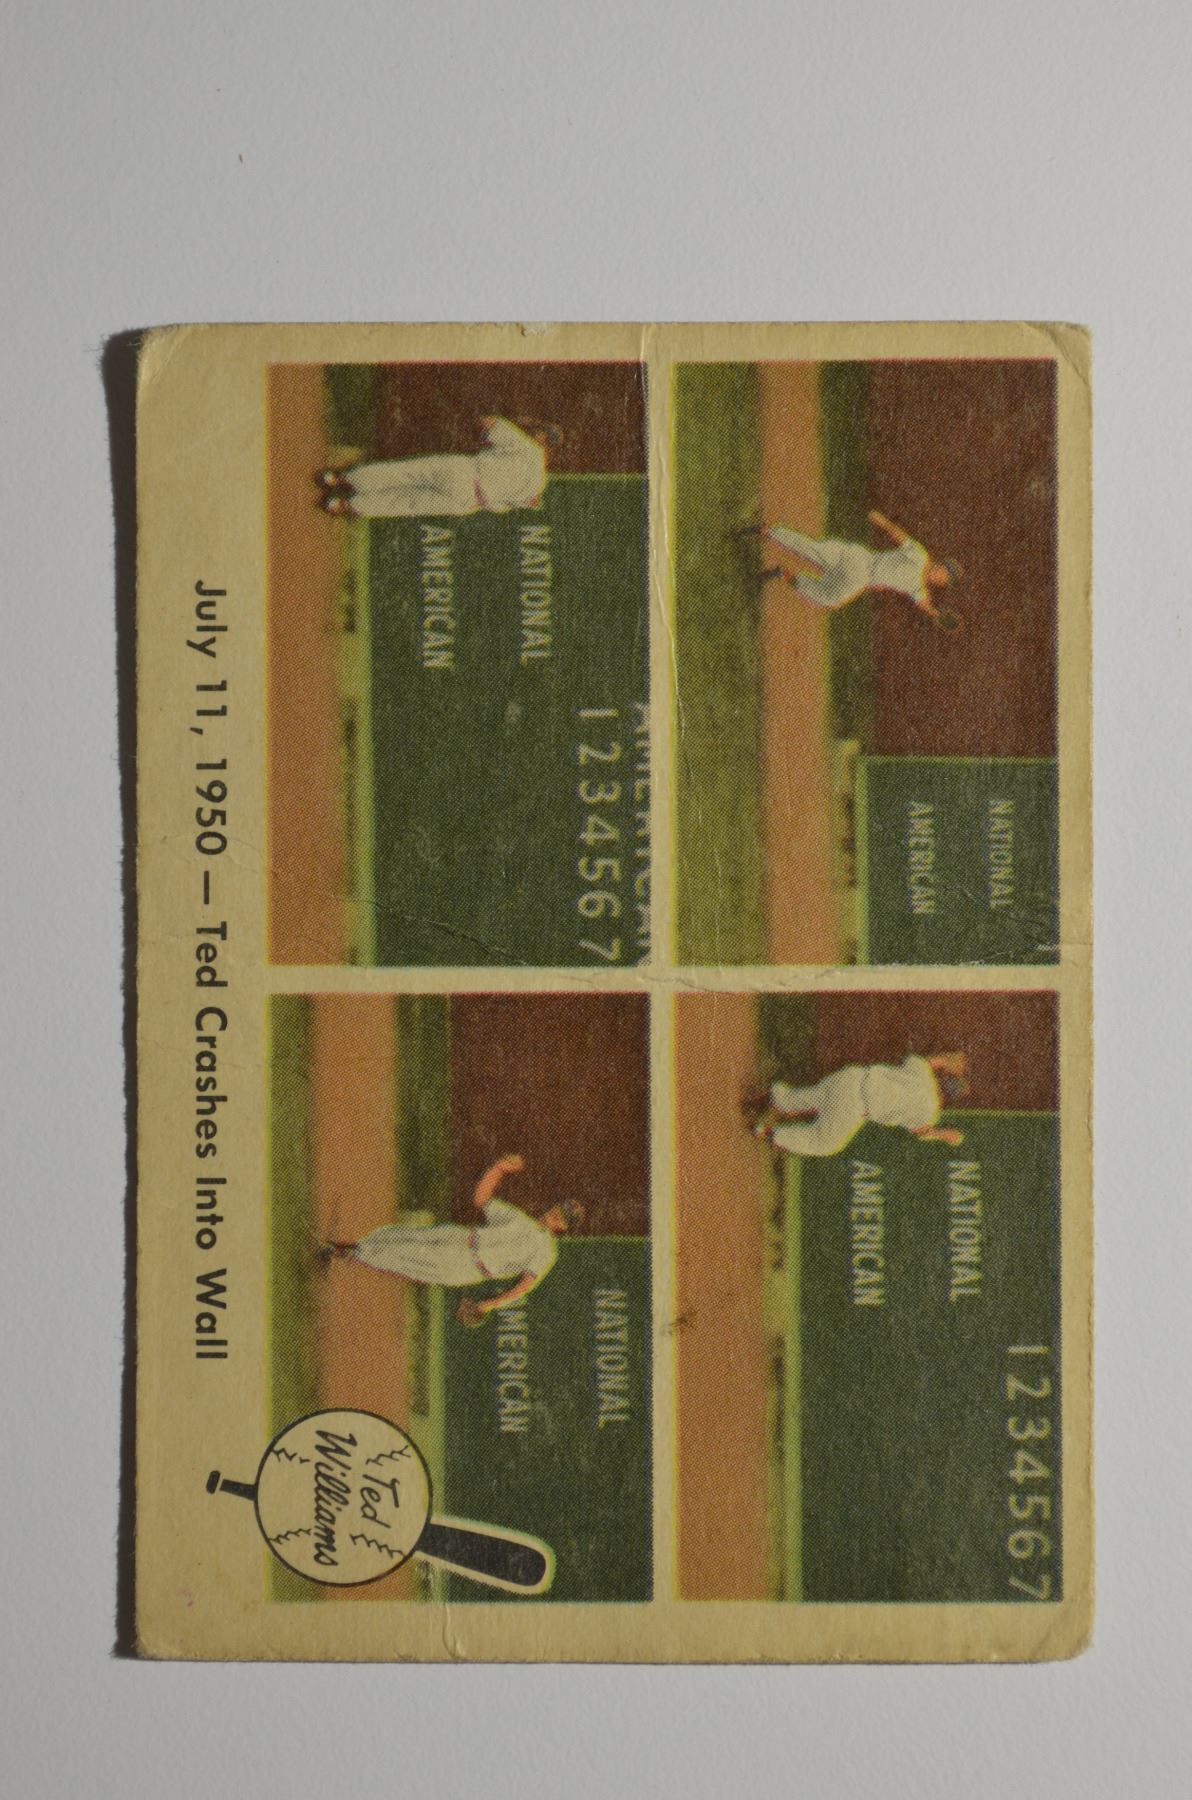 NATIONAL
AMERICAN
1 2 3 4 5 6 7
NATIONAL
AMERICAN
AMERICAN
1 2 3 4 5 6 7
NATIONAL
AMERICAN
NATIONAL
AMERICAN
Ted
Williams
July 11, 1950 — Ted Crashes Into Wall